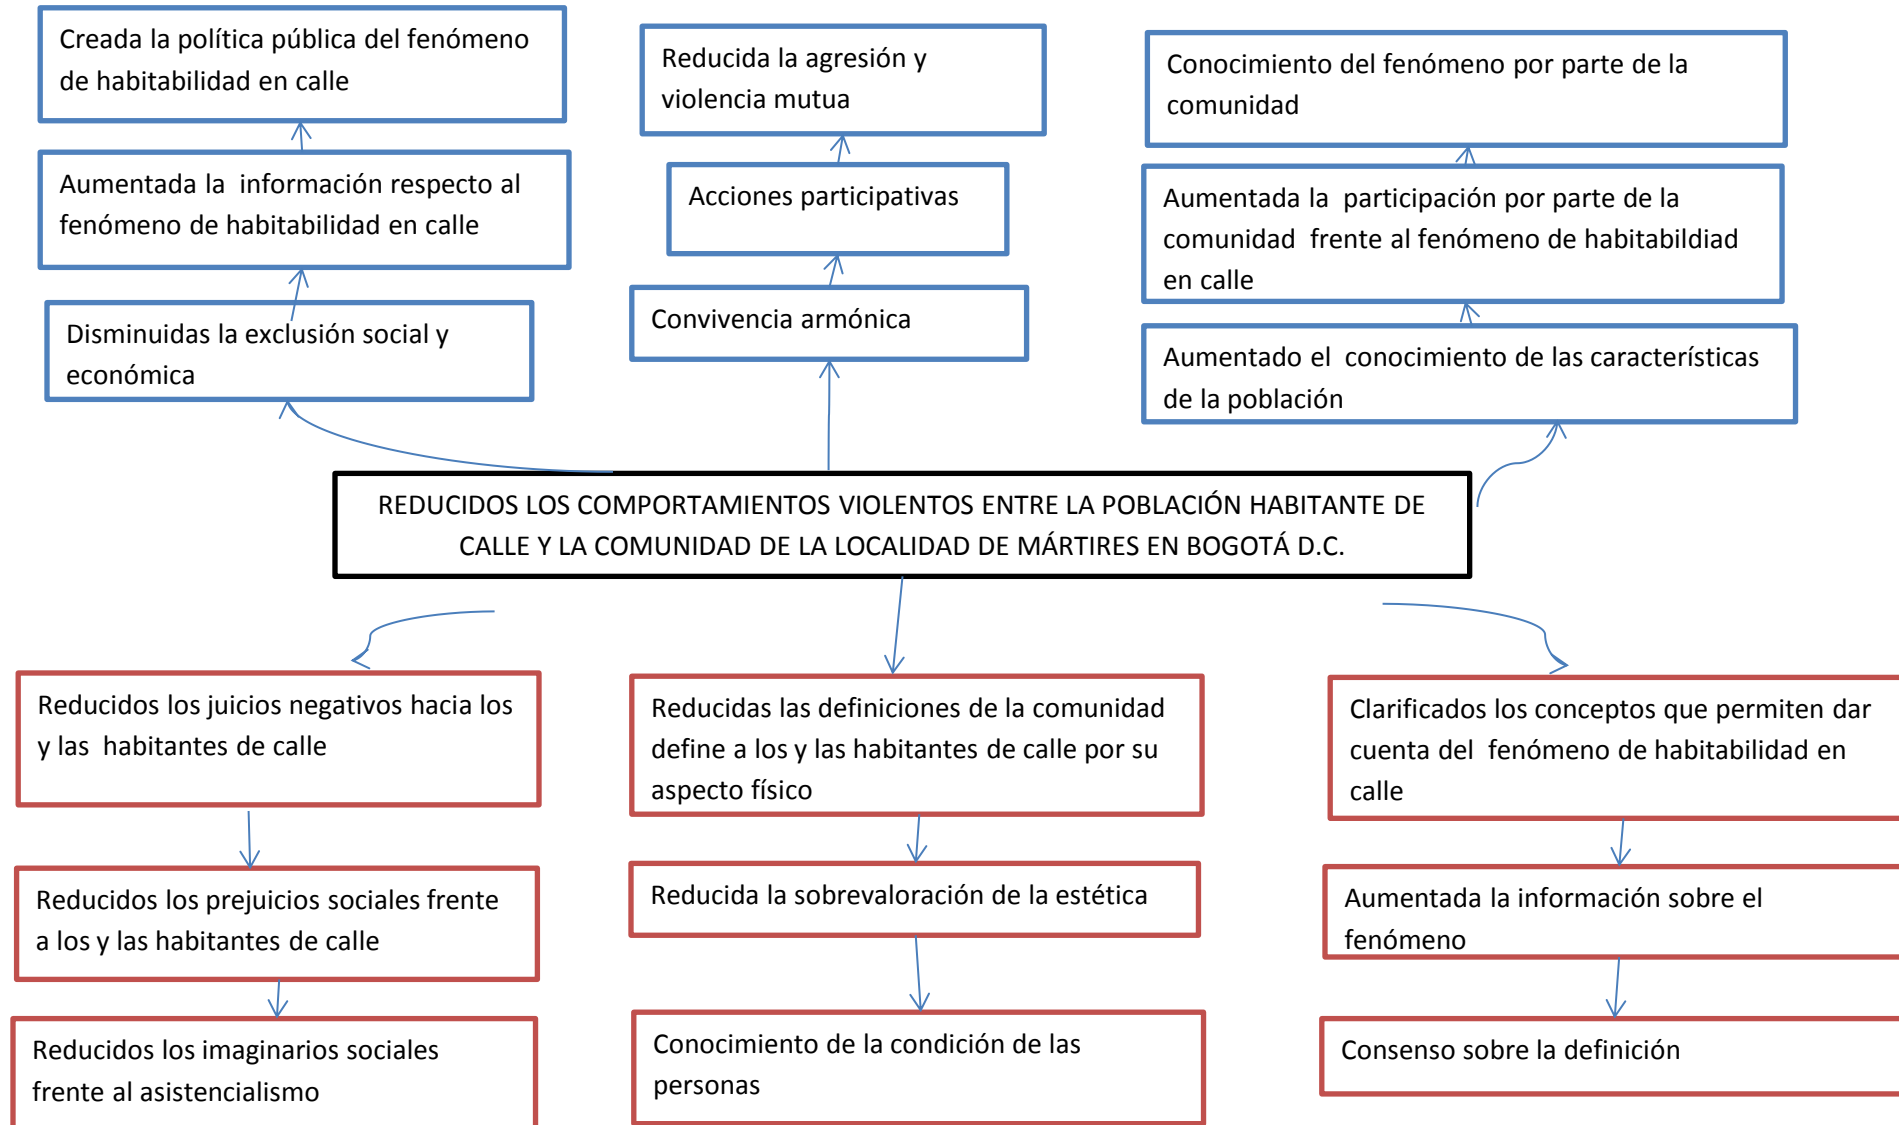 Creada la política pública del fenómeno
de habitabilidad en calle
Aumentada la  información respecto al
fenómeno de habitabilidad en calle
Disminuidas la exclusión social y
económica
Reducida la agresión y
violencia mutua
Acciones participativas
Convivencia armónica
Conocimiento del fenómeno por parte de la
comunidad
Aumentada la  participación por parte de la
comunidad  frente al fenómeno de habitabildiad
en calle
Aumentado el  conocimiento de las características
de la población
REDUCIDOS LOS COMPORTAMIENTOS VIOLENTOS ENTRE LA POBLACIÓN HABITANTE DE
CALLE Y LA COMUNIDAD DE LA LOCALIDAD DE MÁRTIRES EN BOGOTÁ D.C.
Reducidos los juicios negativos hacia los
y las  habitantes de calle
Reducidos los prejuicios sociales frente
a los y las habitantes de calle
Reducidos los imaginarios sociales
frente al asistencialismo
Reducidas las definiciones de la comunidad
define a los y las habitantes de calle por su
aspecto físico
Reducida la sobrevaloración de la estética
Conocimiento de la condición de las
personas
Clarificados los conceptos que permiten dar
cuenta del  fenómeno de habitabilidad en
calle
Aumentada la información sobre el
fenómeno
Consenso sobre la definición